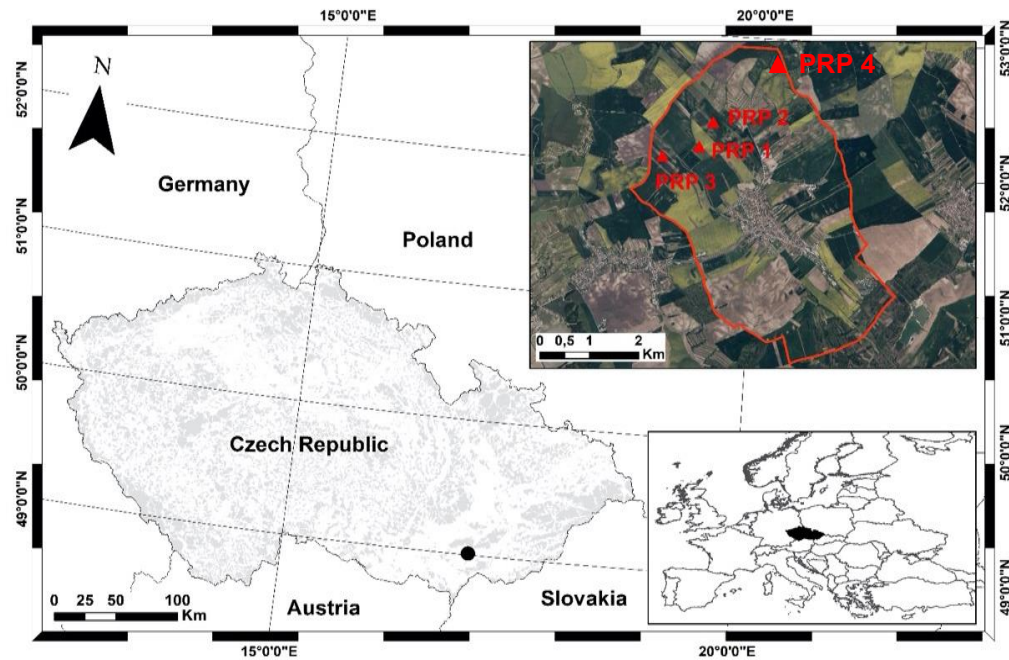 15°0'0"E
20°0'0"E
N
52°0'0"N
51°0'0"N
50°0'0"N
49°0'0"N
53°0'0"N
52°0'0"N
51°0'0"N
50°0'0"N
49°0'0"N
Germany
Poland
Czech Republic
Austria
Slovakia
PRP 4
PRP 2
PRP 1
PRP 3
0 0,5 1 2
Km
0 25 50 100
Km
15°0'0"E
20°0'0"E